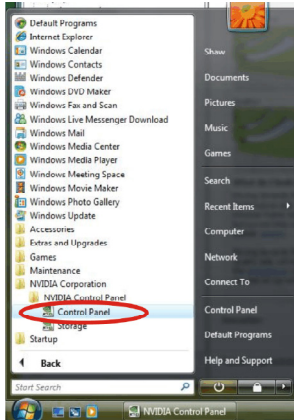 Default Programs
Internet Explorer
Windows Calendar
Windows Contacts
Windows Defender
Windows DVD Maker
Windows Fax and Scan
Windows Live Messenger Download
Windows Mail
Windows Media Center
Windows Media Player
Windows Meeting Space
Windows Movie Maker
Windows Photo Gallery
Windows Update
Accessories
Extras and Upgrades
Games
Maintenance
NVIDIA Corporation
NVIDIA Control Panel
Control Panel
Storage
Startup
Back
Start Search
Shaw
Documents
Pictures
Music
Games
Search
Recent Items
Computer
Network
Connect To
Control Panel
Default Programs
Help and Support
NVIDIA Control Panel